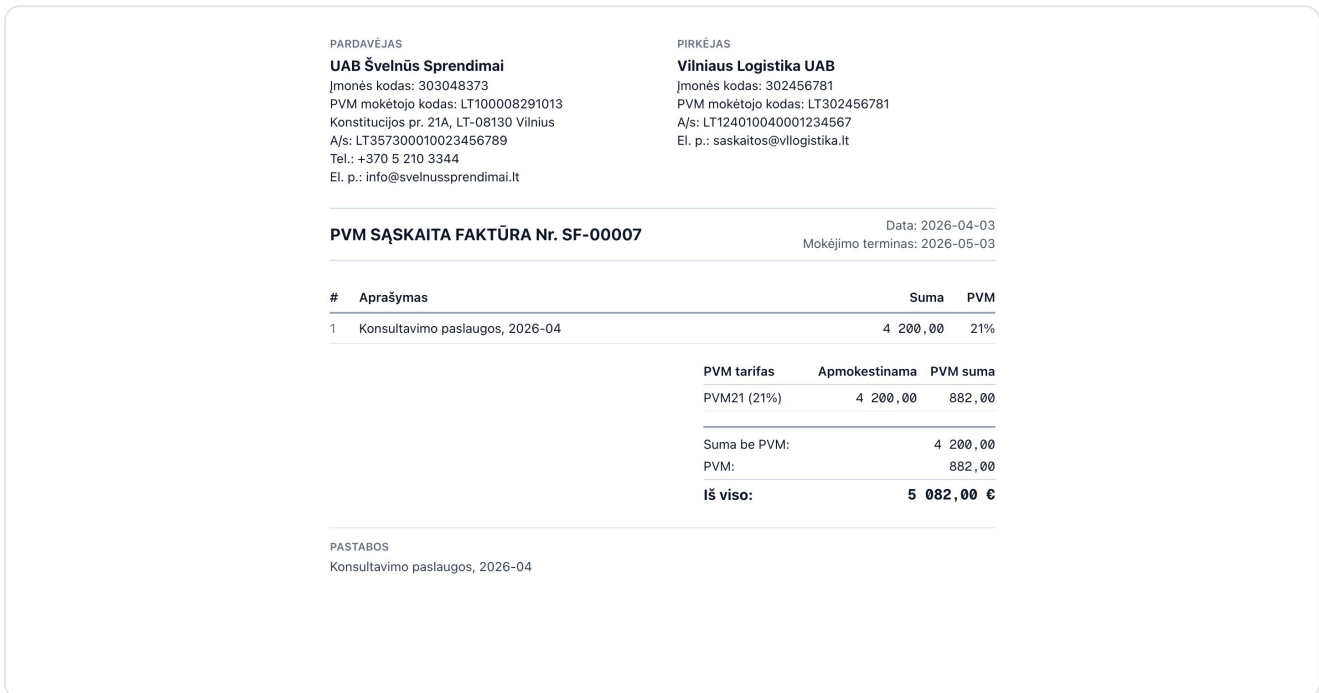 PARDAVĖJAS
UAB Švelnūs Sprendimai
Įmonės kodas: 303048373
PVM mokėtojo kodas: LT100008291013
Konstitucijos pr. 21A, LT-08130 Vilnius
A/s: LT357300010023456789
Tel.: +370 5 210 3344
El. p.: info@svelnussprendimai.lt
PIRKĖJAS
Vilniaus Logistika UAB
Įmonės kodas: 302456781
PVM mokėtojo kodas: LT302456781
A/s: LT124010040001234567
El. p.: saskaitos@vllogistika.lt
PVM SĄSKAITA FAKTŪRA Nr. SF-00007
Data: 2026-04-03
Mokėjimo terminas: 2026-05-03
# Aprašymas Suma PVM
1 Konsultavimo paslaugos, 2026-04 4 200,00 21%
PVM tarifas Apmokestinama PVM suma
PVM21 (21%) 4 200,00 882,00
Suma be PVM: 4 200,00
PVM: 882,00
Iš viso: 5 082,00 €
PASTABOS
Konsultavimo paslaugos, 2026-04